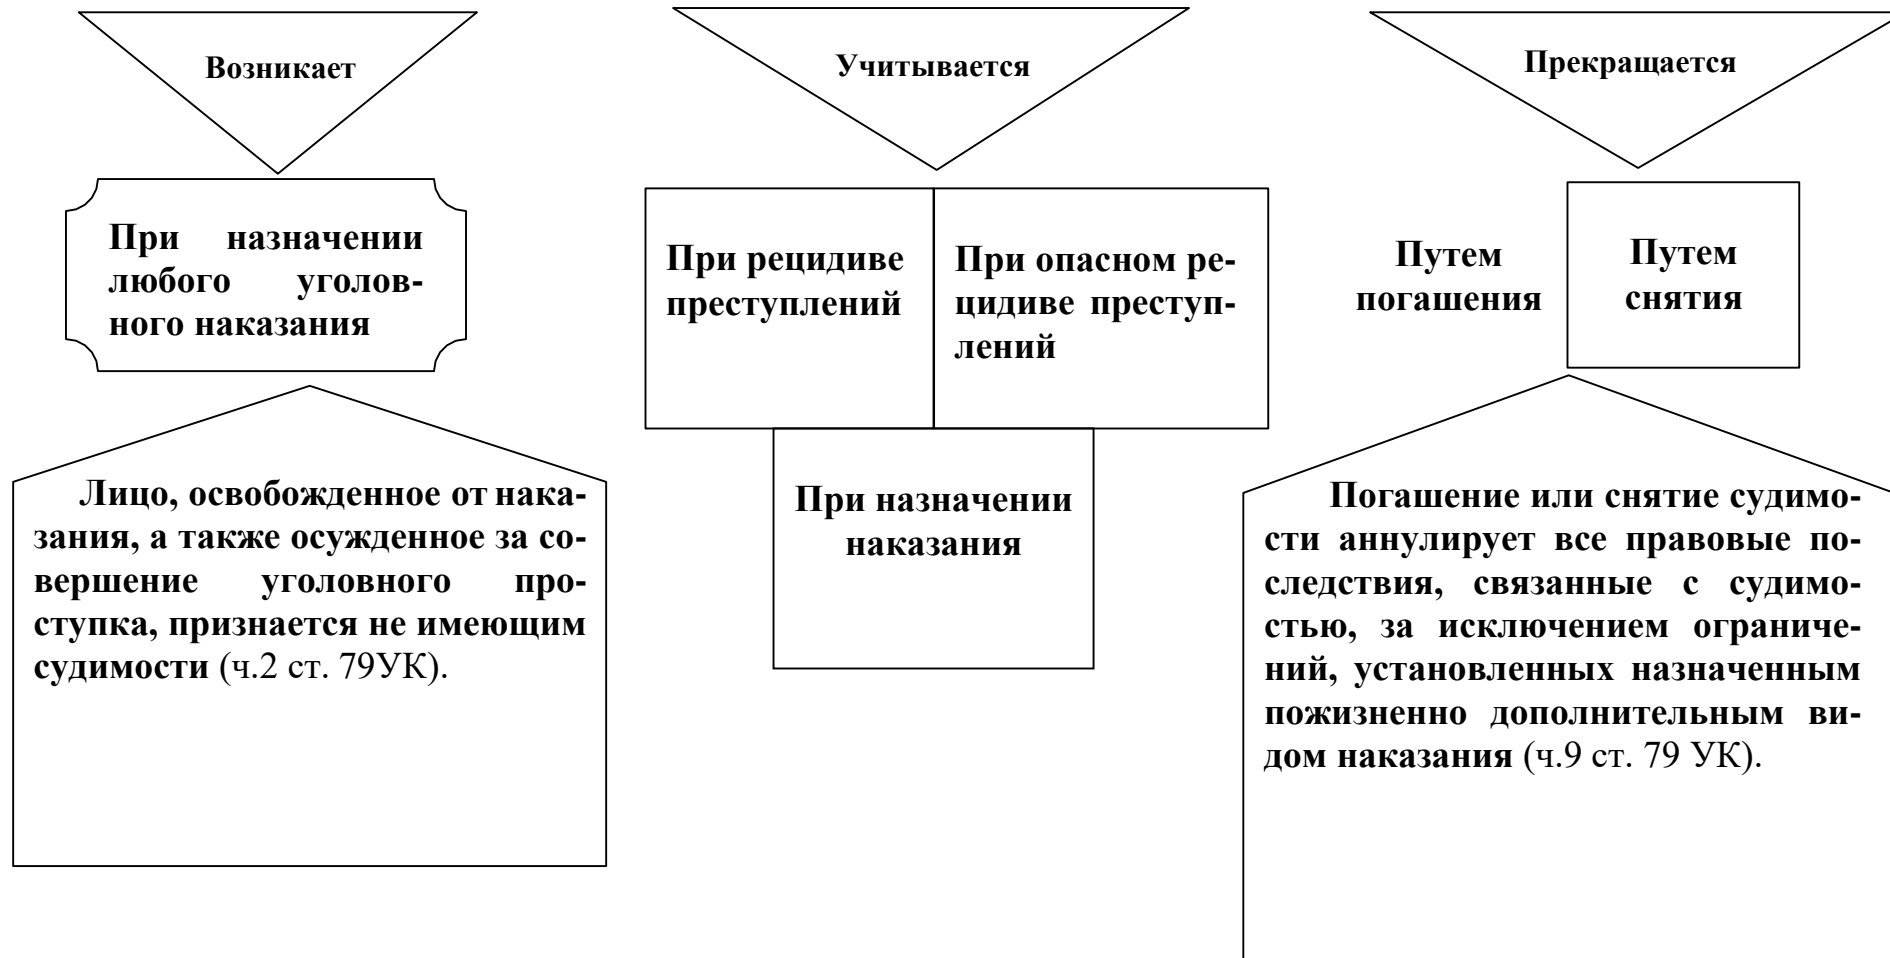 Возникает
Учитывается
Прекращается
При назначении
любого уголов-
ного наказания
При рецидиве
преступлений
При опасном ре-
цидиве преступ-
лений
При назначении
наказания
Путем
погашения
Путем
снятия
Лицо, освобожденное от нака-
зания, а также осужденное за со-
вершение уголовного про-
ступка, признается не имеющим
судимости (ч.2 ст. 79УК).
Погашение или снятие судимо-
сти аннулирует все правовые по-
следствия, связанные с судимо-
стью, за исключением ограниче-
ний, установленных назначенным
пожизненно дополнительным ви-
дом наказания (ч.9 ст. 79 УК).